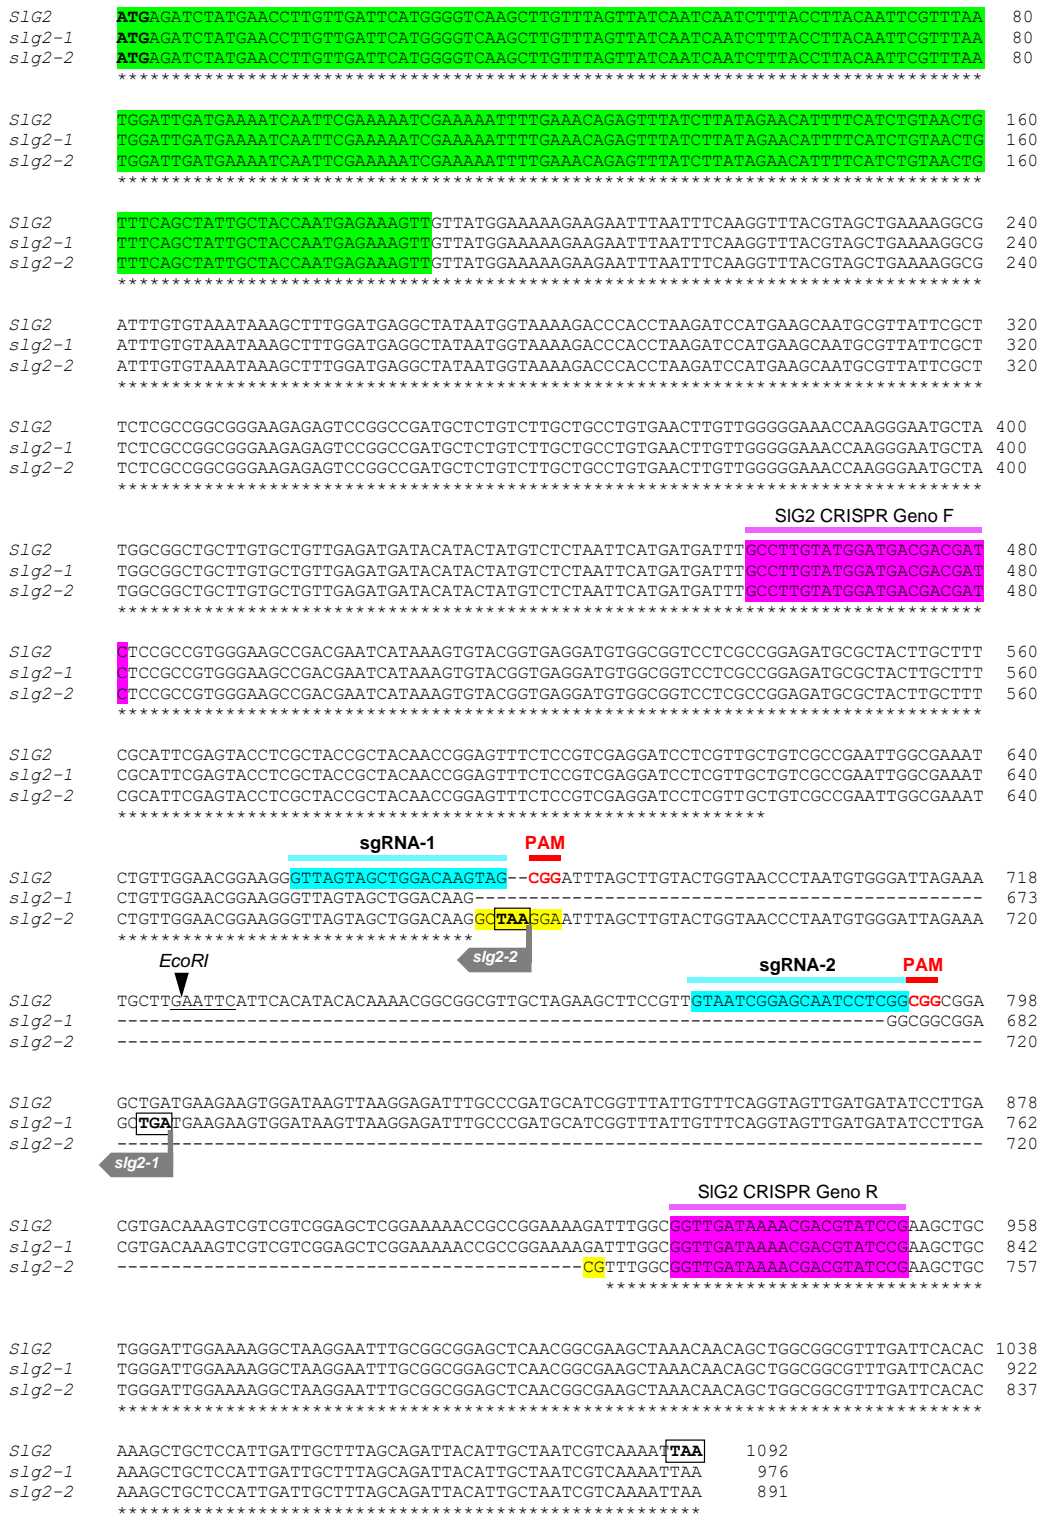 SlG2 ATGAGATCTATGAACCTTGTTGATTCATGGGGTCAAGCTTGTTTAGTTATCAATCAATCTTTACCTTACAATTCGTTTAA 80
slg2-1 ATGAGATCTATGAACCTTGTTGATTCATGGGGTCAAGCTTGTTTAGTTATCAATCAATCTTTACCTTACAATTCGTTTAA 80
slg2-2 ATGAGATCTATGAACCTTGTTGATTCATGGGGTCAAGCTTGTTTAGTTATCAATCAATCTTTACCTTACAATTCGTTTAA 80
********************************************************************************
SlG2 TGGATTGATGAAAATCAATTCGAAAAATCGAAAAATTTTGAAACAGAGTTTATCTTATAGAACATTTTCATCTGTAACTG 160
slg2-1 TGGATTGATGAAAATCAATTCGAAAAATCGAAAAATTTTGAAACAGAGTTTATCTTATAGAACATTTTCATCTGTAACTG 160
slg2-2 TGGATTGATGAAAATCAATTCGAAAAATCGAAAAATTTTGAAACAGAGTTTATCTTATAGAACATTTTCATCTGTAACTG 160
********************************************************************************
SlG2 TTTCAGCTATTGCTACCAATGAGAAAGTTGTTATGGAAAAAGAAGAATTTAATTTCAAGGTTTACGTAGCTGAAAAGGCG 240
slg2-1 TTTCAGCTATTGCTACCAATGAGAAAGTTGTTATGGAAAAAGAAGAATTTAATTTCAAGGTTTACGTAGCTGAAAAGGCG 240
slg2-2 TTTCAGCTATTGCTACCAATGAGAAAGTTGTTATGGAAAAAGAAGAATTTAATTTCAAGGTTTACGTAGCTGAAAAGGCG 240
********************************************************************************
SlG2 ATTTGTGTAAATAAAGCTTTGGATGAGGCTATAATGGTAAAAGACCCACCTAAGATCCATGAAGCAATGCGTTATTCGCT 320
slg2-1 ATTTGTGTAAATAAAGCTTTGGATGAGGCTATAATGGTAAAAGACCCACCTAAGATCCATGAAGCAATGCGTTATTCGCT 320
slg2-2 ATTTGTGTAAATAAAGCTTTGGATGAGGCTATAATGGTAAAAGACCCACCTAAGATCCATGAAGCAATGCGTTATTCGCT 320
********************************************************************************
SlG2 TCTCGCCGGCGGGAAGAGAGTCCGGCCGATGCTCTGTCTTGCTGCCTGTGAACTTGTTGGGGGAAACCAAGGGAATGCTA 400
slg2-1 TCTCGCCGGCGGGAAGAGAGTCCGGCCGATGCTCTGTCTTGCTGCCTGTGAACTTGTTGGGGGAAACCAAGGGAATGCTA 400
slg2-2 TCTCGCCGGCGGGAAGAGAGTCCGGCCGATGCTCTGTCTTGCTGCCTGTGAACTTGTTGGGGGAAACCAAGGGAATGCTA 400
********************************************************************************
SlG2 CRISPR Geno F
SlG2 TGGCGGCTGCTTGTGCTGTTGAGATGATACATACTATGTCTCTAATTCATGATGATTTGCCTTGTATGGATGACGACGAT 480
slg2-1 TGGCGGCTGCTTGTGCTGTTGAGATGATACATACTATGTCTCTAATTCATGATGATTTGCCTTGTATGGATGACGACGAT 480
slg2-2 TGGCGGCTGCTTGTGCTGTTGAGATGATACATACTATGTCTCTAATTCATGATGATTTGCCTTGTATGGATGACGACGAT 480
********************************************************************************
SlG2 CTCCGCCGTGGGAAGCCGACGAATCATAAAGTGTACGGTGAGGATGTGGCGGTCCTCGCCGGAGATGCGCTACTTGCTTT 560
slg2-1 CTCCGCCGTGGGAAGCCGACGAATCATAAAGTGTACGGTGAGGATGTGGCGGTCCTCGCCGGAGATGCGCTACTTGCTTT 560
slg2-2 CTCCGCCGTGGGAAGCCGACGAATCATAAAGTGTACGGTGAGGATGTGGCGGTCCTCGCCGGAGATGCGCTACTTGCTTT 560
********************************************************************************
SlG2 CGCATTCGAGTACCTCGCTACCGCTACAACCGGAGTTTCTCCGTCGAGGATCCTCGTTGCTGTCGCCGAATTGGCGAAAT 640
slg2-1 CGCATTCGAGTACCTCGCTACCGCTACAACCGGAGTTTCTCCGTCGAGGATCCTCGTTGCTGTCGCCGAATTGGCGAAAT 640
slg2-2 CGCATTCGAGTACCTCGCTACCGCTACAACCGGAGTTTCTCCGTCGAGGATCCTCGTTGCTGTCGCCGAATTGGCGAAAT 640
************************************************************
sgRNA-1 PAM
SlG2 CTGTTGGAACGGAAGGGTTAGTAGCTGGACAAGTAG--CGGATTTAGCTTGTACTGGTAACCCTAATGTGGGATTAGAAA 718
slg2-1 CTGTTGGAACGGAAGGGTTAGTAGCTGGACAAG----------------------------------------------- 673
slg2-2 CTGTTGGAACGGAAGGGTTAGTAGCTGGACAAGGCTAAGGAATTTAGCTTGTACTGGTAACCCTAATGTGGGATTAGAAA 720
*********************************
slg2-2
EcoRI sgRNA-2 PAM
SlG2 TGCTTGAATTCATTCACATACACAAAACGGCGGCGTTGCTAGAAGCTTCCGTTGTAATCGGAGCAATCCTCGGCGGCGGA 798
slg2-1 -----------------------------------------------------------------------GGCGGCGGA 682
slg2-2 -------------------------------------------------------------------------------- 720
SlG2 GCTGATGAAGAAGTGGATAAGTTAAGGAGATTTGCCCGATGCATCGGTTTATTGTTTCAGGTAGTTGATGATATCCTTGA 878
slg2-1 GCTGATGAAGAAGTGGATAAGTTAAGGAGATTTGCCCGATGCATCGGTTTATTGTTTCAGGTAGTTGATGATATCCTTGA 762
slg2-2 -------------------------------------------------------------------------------- 720
slg2-1
SlG2 CRISPR Geno R
SlG2 CGTGACAAAGTCGTCGTCGGAGCTCGGAAAAACCGCCGGAAAAGATTTGGCGGTTGATAAAACGACGTATCCGAAGCTGC 958
slg2-1 CGTGACAAAGTCGTCGTCGGAGCTCGGAAAAACCGCCGGAAAAGATTTGGCGGTTGATAAAACGACGTATCCGAAGCTGC 842
slg2-2 -------------------------------------------CGTTTGGCGGTTGATAAAACGACGTATCCGAAGCTGC 757
***********************************
SlG2 TGGGATTGGAAAAGGCTAAGGAATTTGCGGCGGAGCTCAACGGCGAAGCTAAACAACAGCTGGCGGCGTTTGATTCACAC 1038
slg2-1 TGGGATTGGAAAAGGCTAAGGAATTTGCGGCGGAGCTCAACGGCGAAGCTAAACAACAGCTGGCGGCGTTTGATTCACAC 922
slg2-2 TGGGATTGGAAAAGGCTAAGGAATTTGCGGCGGAGCTCAACGGCGAAGCTAAACAACAGCTGGCGGCGTTTGATTCACAC 837
********************************************************************************
SlG2 AAAGCTGCTCCATTGATTGCTTTAGCAGATTACATTGCTAATCGTCAAAATTAA 1092
slg2-1 AAAGCTGCTCCATTGATTGCTTTAGCAGATTACATTGCTAATCGTCAAAATTAA 976
slg2-2 AAAGCTGCTCCATTGATTGCTTTAGCAGATTACATTGCTAATCGTCAAAATTAA 891
******************************************************